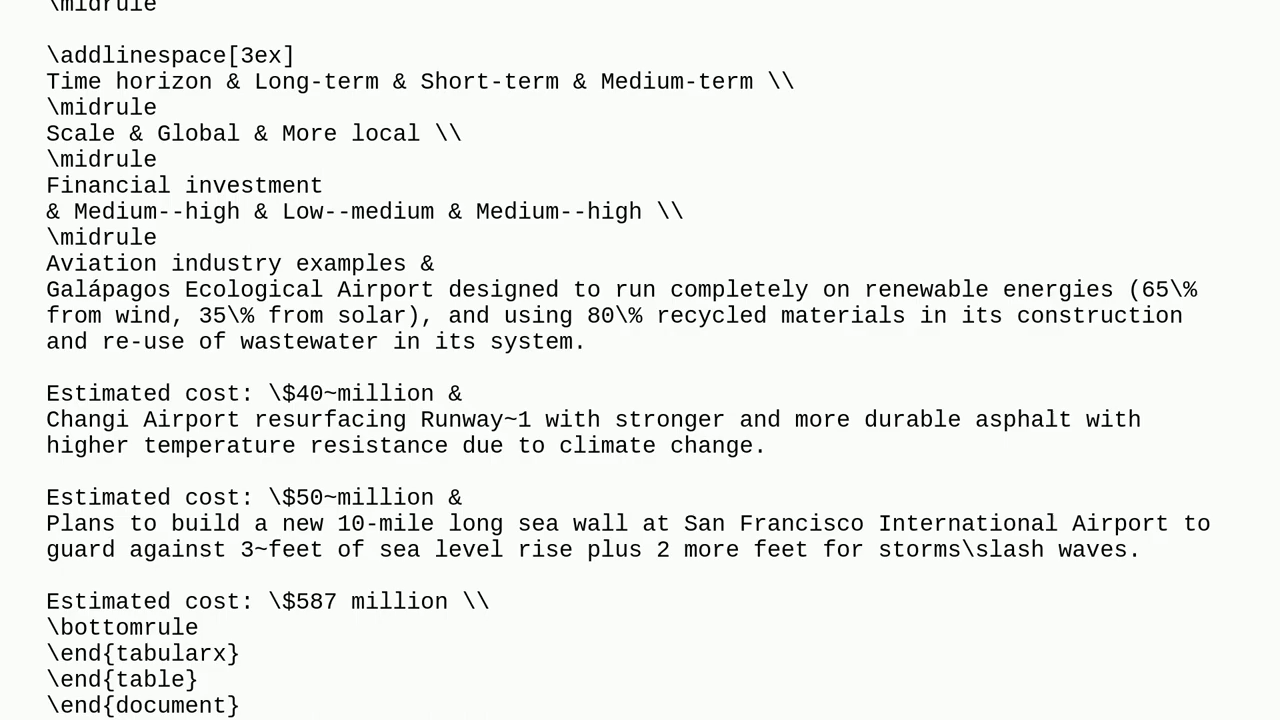 \midrule
\addlinespace[3ex]
Time horizon & Long-term & Short-term & Medium-term \\
\midrule
Scale & Global & More local \\
\midrule
Financial investment
& Medium--high & Low--medium & Medium--high \\
\midrule
Aviation industry examples &
Galápagos Ecological Airport designed to run completely on renewable energies (65\%
from wind, 35\% from solar), and using 80\% recycled materials in its construction
and re-use of wastewater in its system.
Estimated cost: \$40~million &
Changi Airport resurfacing Runway~1 with stronger and more durable asphalt with
higher temperature resistance due to climate change.
Estimated cost: \$50~million &
Plans to build a new 10-mile long sea wall at San Francisco International Airport to
guard against 3~feet of sea level rise plus 2 more feet for storms\slash waves.
Estimated cost: \$587 million \\
\bottomrule
\end{tabularx}
\end{table}
\end{document}